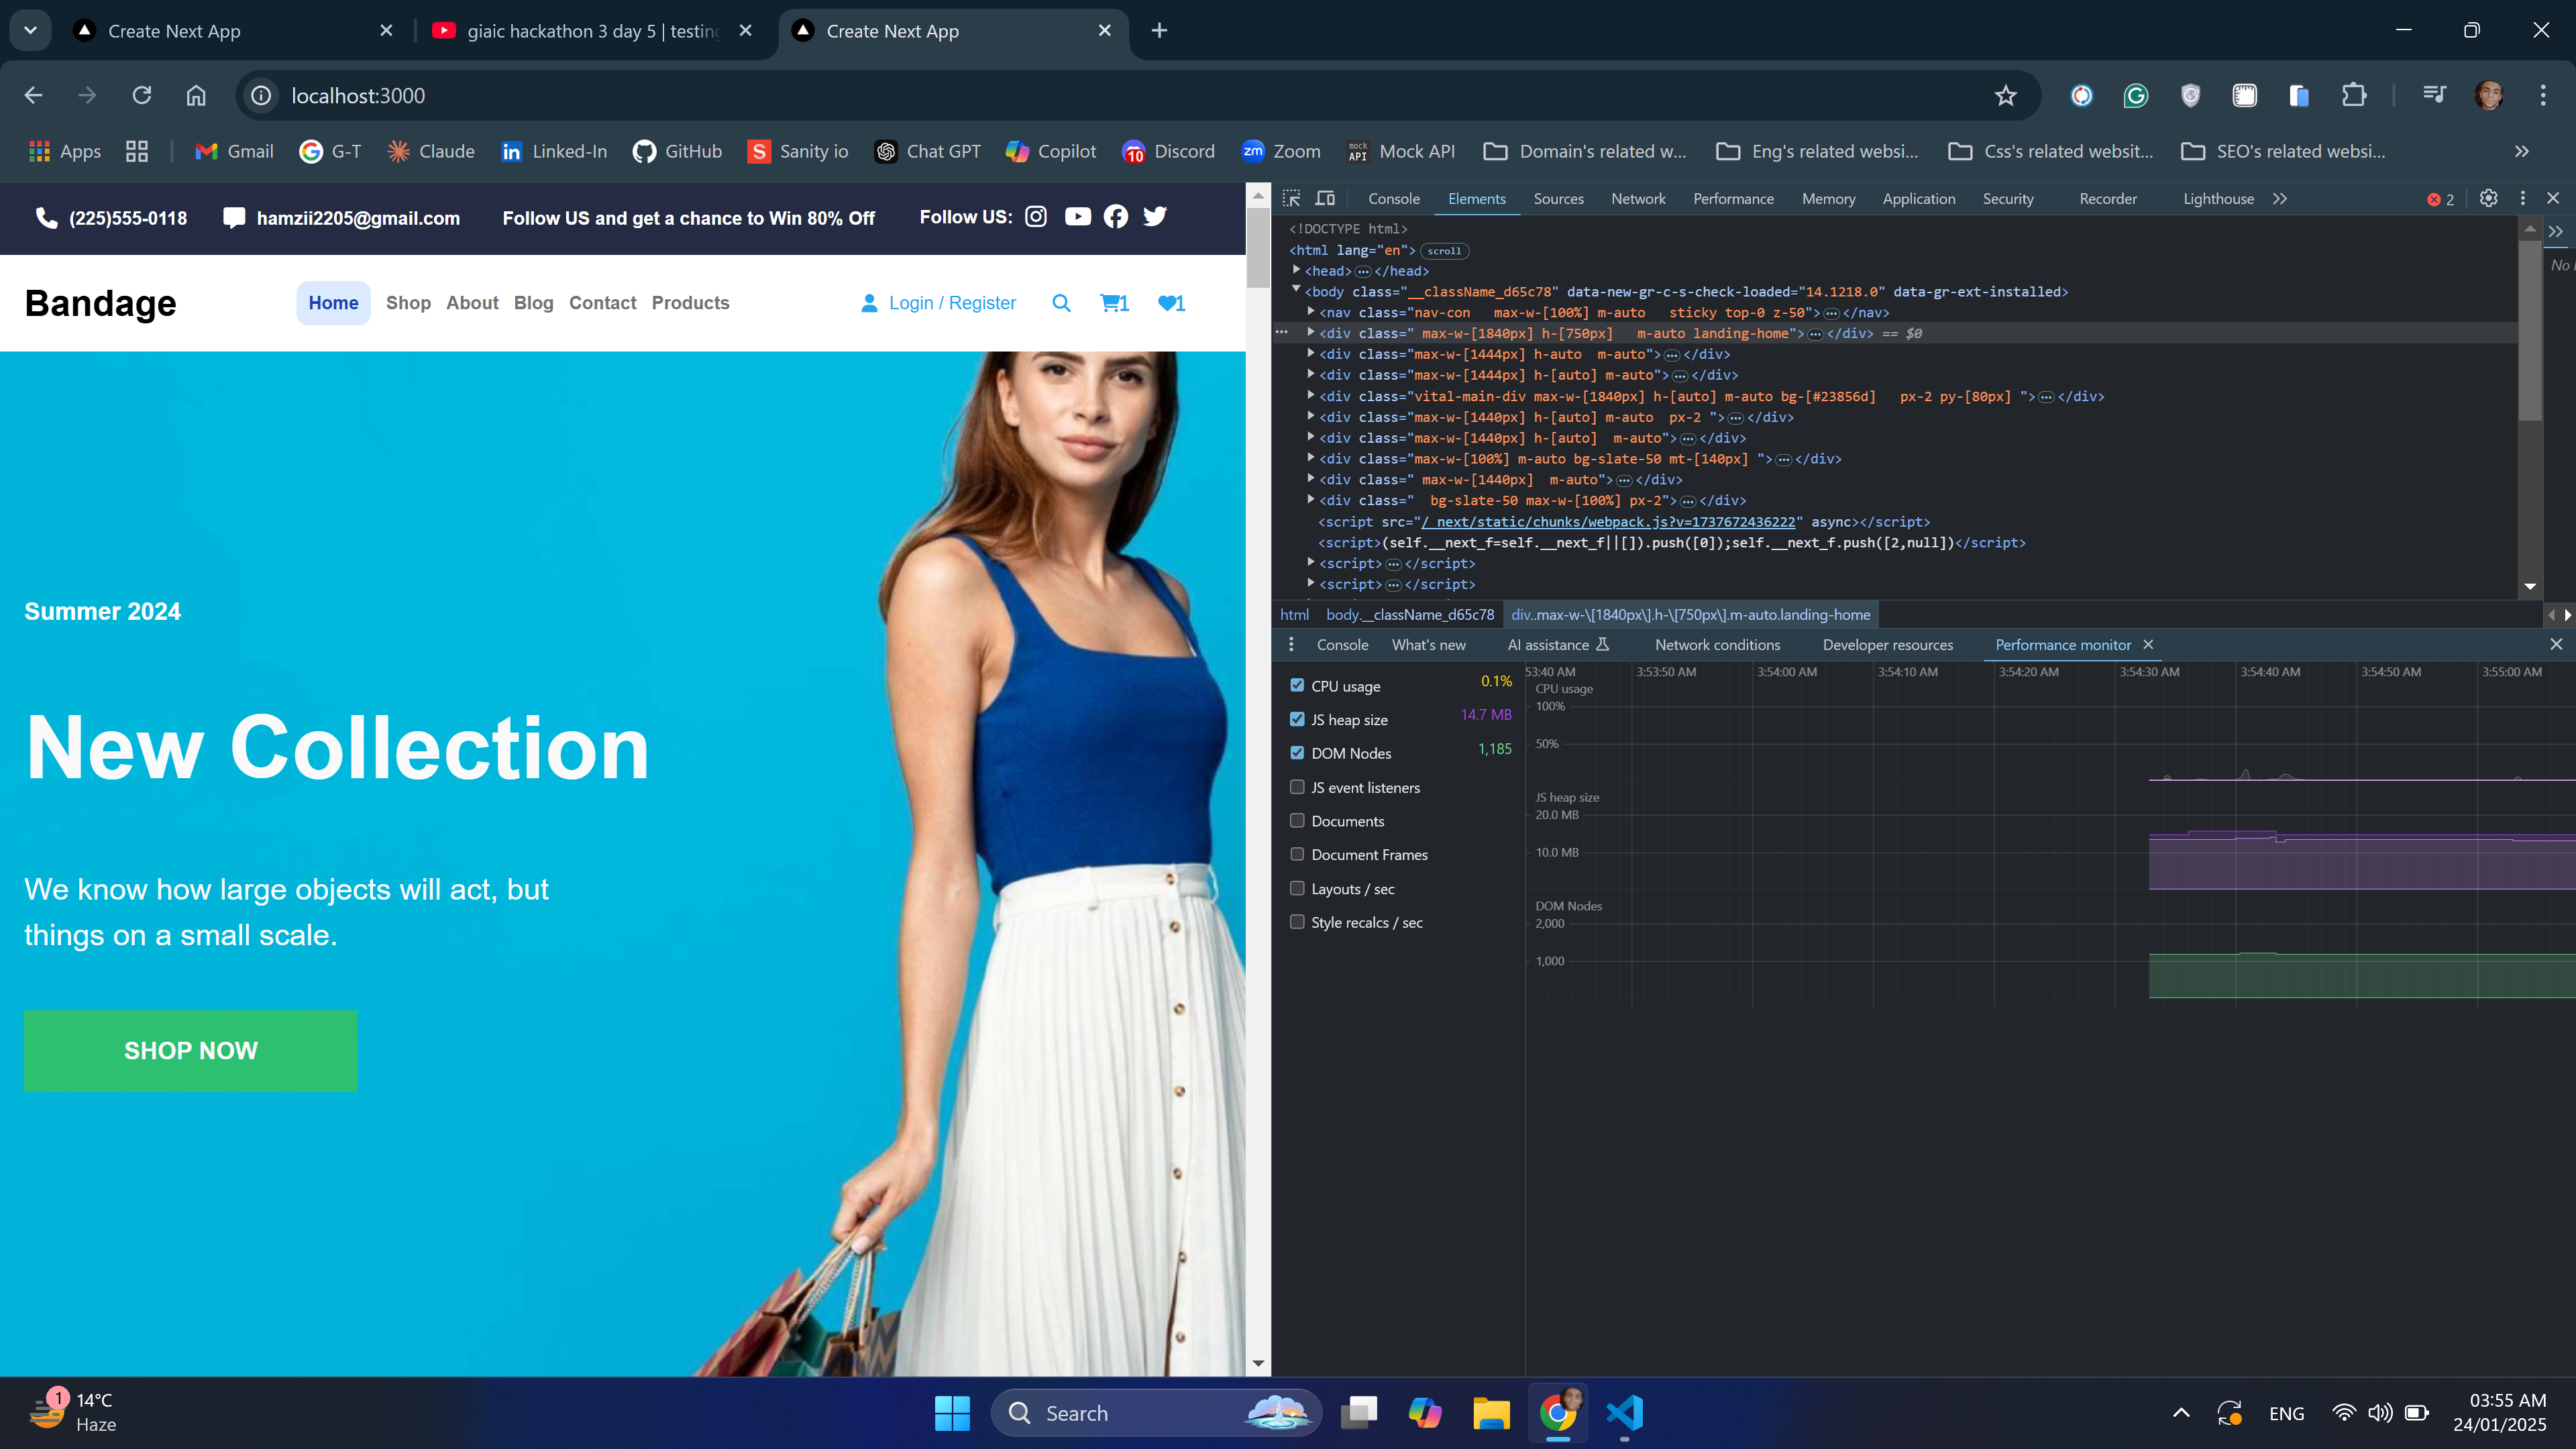 Create Next App
giaic hackathon 3 day 5 | testing
Create Next App
localhost:3000
Apps
Gmail
G-T
Claude
Linked-In
GitHub
Sanity io
Chat GPT
Copilot
10
Discord
zm
Zoom
mock API
Mock API
Domain's related w...
Eng's related websi...
Css's related websit...
SEO's related websi...
(225)555-0118
hamzii2205@gmail.com
Follow US and get a chance to Win 80% Off
Follow US:
Bandage
Home
Shop
About
Blog
Contact
Products
Login / Register
1
1
Summer 2024
New Collection
We know how large objects will act, but
things on a small scale.
SHOP NOW
Console
Elements
Sources
Network
Performance
Memory
Application
Security
Recorder
Lighthouse
2
<!DOCTYPE html>
<html lang="en"> scroll
<head>…</head>
<body class="__className_d65c78" data-new-gr-c-s-check-loaded="14.1218.0" data-gr-ext-installed>
<nav class="nav-con   max-w-[100%] m-auto   sticky top-0 z-50">…</nav>
<div class=" max-w-[1840px] h-[750px]   m-auto landing-home">…</div> == $0
<div class="max-w-[1444px] h-auto  m-auto">…</div>
<div class="max-w-[1444px] h-[auto] m-auto">…</div>
<div class="vital-main-div max-w-[1840px] h-[auto] m-auto bg-[#23856d]   px-2 py-[80px] ">…</div>
<div class="max-w-[1440px] h-[auto] m-auto  px-2 ">…</div>
<div class="max-w-[1440px] h-[auto]  m-auto">…</div>
<div class="max-w-[100%] m-auto bg-slate-50 mt-[140px] ">…</div>
<div class=" max-w-[1440px]  m-auto">…</div>
<div class="  bg-slate-50 max-w-[100%] px-2">…</div>
<script src="/_next/static/chunks/webpack.js?v=1737672436222" async></script>
<script>(self.__next_f=self.__next_f||[]).push([0]);self.__next_f.push([2,null])</script>
<script>…</script>
<script>…</script>
No
html
body.__className_d65c78
div..max-w-\[1840px\].h-\[750px\].m-auto.landing-home
Console
What's new
AI assistance
Network conditions
Developer resources
Performance monitor
CPU usage
0.1%
JS heap size
14.7 MB
DOM Nodes
1,185
JS event listeners
Documents
Document Frames
Layouts / sec
Style recalcs / sec
53:40 AM
3:53:50 AM
3:54:00 AM
3:54:10 AM
3:54:20 AM
3:54:30 AM
3:54:40 AM
3:54:50 AM
3:55:00 AM
CPU usage
100%
50%
JS heap size
20.0 MB
10.0 MB
DOM Nodes
2,000
1,000
1
14°C
Haze
Search
ENG
03:55 AM
24/01/2025